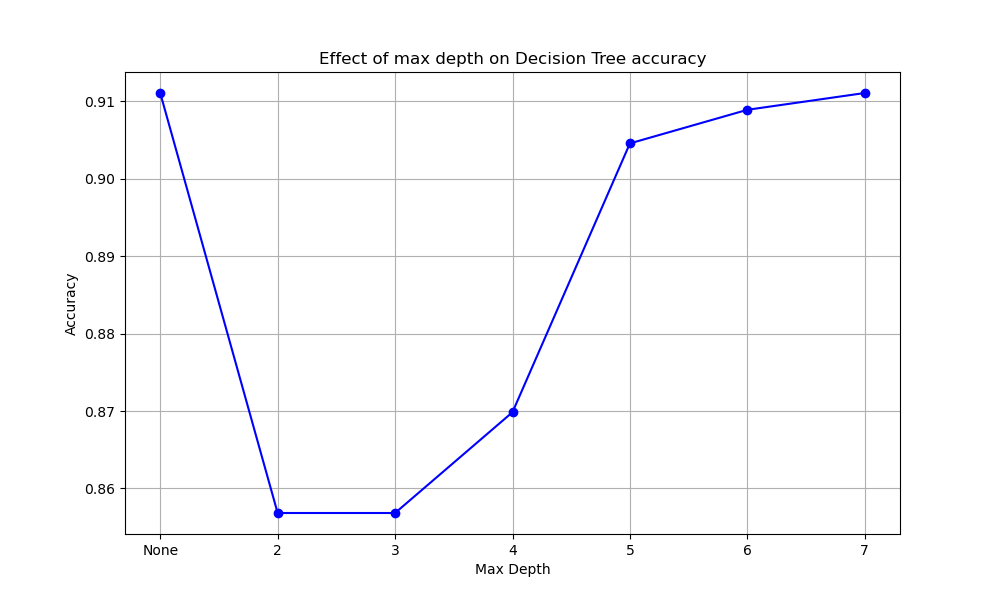 Effect of max depth on Decision Tree accuracy
0.91
0.90
0.89
0.88
0.87
0.86
Accuracy
None 2 3 4 5 6 7
Max Depth